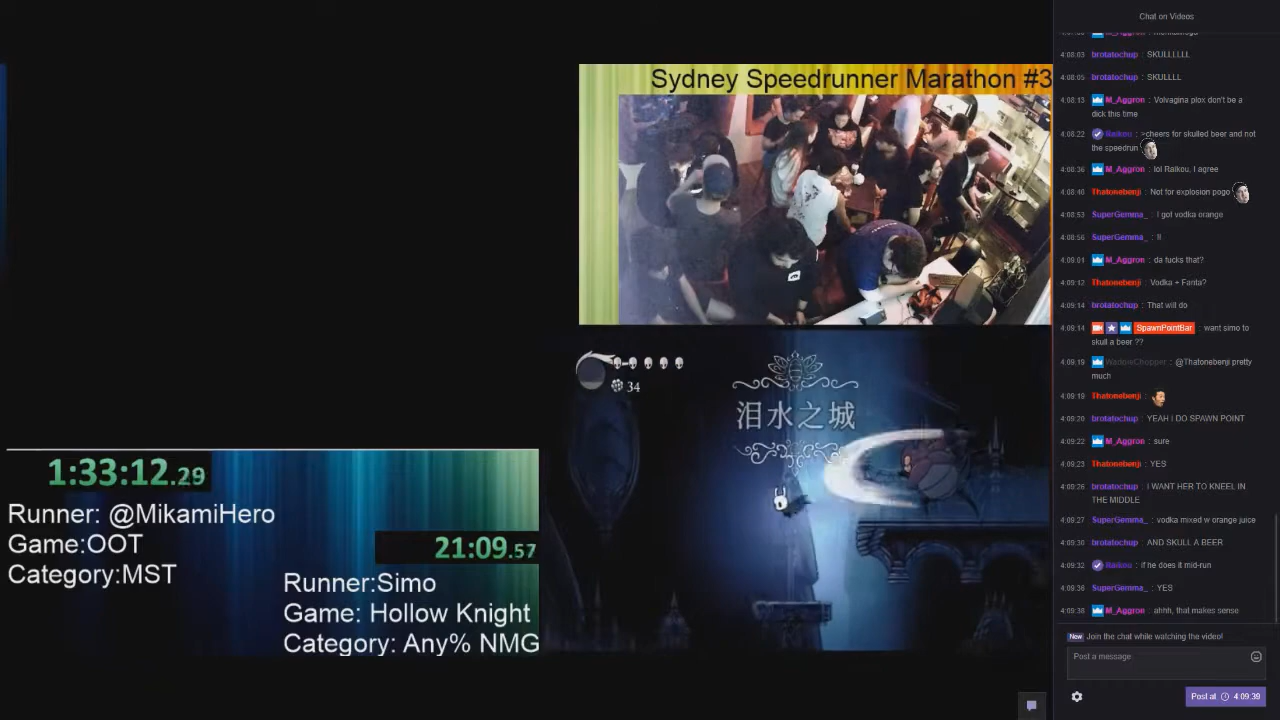 Sydney Speedrunner Marathon #3
34
泪水之城
1:33:12.29
Runner: @MikamiHero
Game:OOT
Category:MST
21:09.57
Runner:Simo
Game: Hollow Knight
Category: Any% NMG
Chat on Videos
4:08:03 brotatochup : SKULLLLLL
4:08:05 brotatochup : SKULLLL
4:08:13 M_Aggron : Volvagina plox don't be a
dick this time
4:08:22 Raikou : >cheers for skulled beer and not
the speedrun
4:08:36 M_Aggron : lol Raikou, I agree
4:08:40 Thatonebenji : Not for explosion pogo
4:08:53 SuperGemma_ : I got vodka orange
4:08:56 SuperGemma_ : !!
4:09:01 M_Aggron : da fucks that?
4:09:12 Thatonebenji : Vodka + Fanta?
4:09:14 brotatochup : That will do
4:09:14 SpawnPointBar : want simo to
skull a beer ??
4:09:19 WadeisChopper : @Thatonebenji pretty
much
4:09:19 Thatonebenji :
4:09:20 brotatochup : YEAH I DO SPAWN POINT
4:09:22 M_Aggron : sure
4:09:23 Thatonebenji : YES
4:09:26 brotatochup : I WANT HER TO KNEEL IN
THE MIDDLE
4:09:27 SuperGemma_ : vodka mixed w orange juice
4:09:30 brotatochup : AND SKULL A BEER
4:09:32 Raikou : if he does it mid-run
4:09:36 SuperGemma_ : YES
4:09:38 M_Aggron : ahhh, that makes sense
New Join the chat while watching the video!
Post a message
Post at 4:09:39